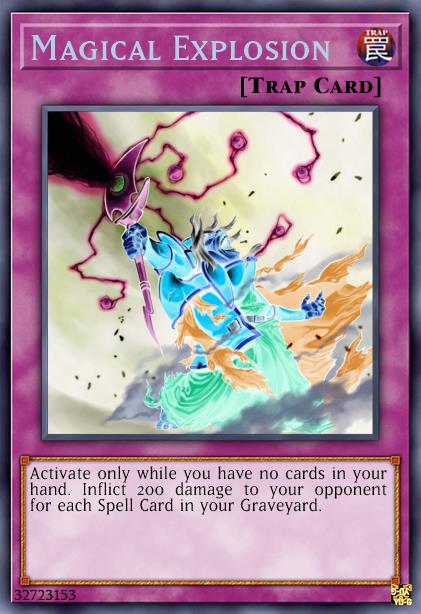 Magical Explosion
TRAP
罠
[Trap Card]
Activate only while you have no cards in your
hand. Inflict 200 damage to your opponent
for each Spell Card in your Graveyard.
32723153